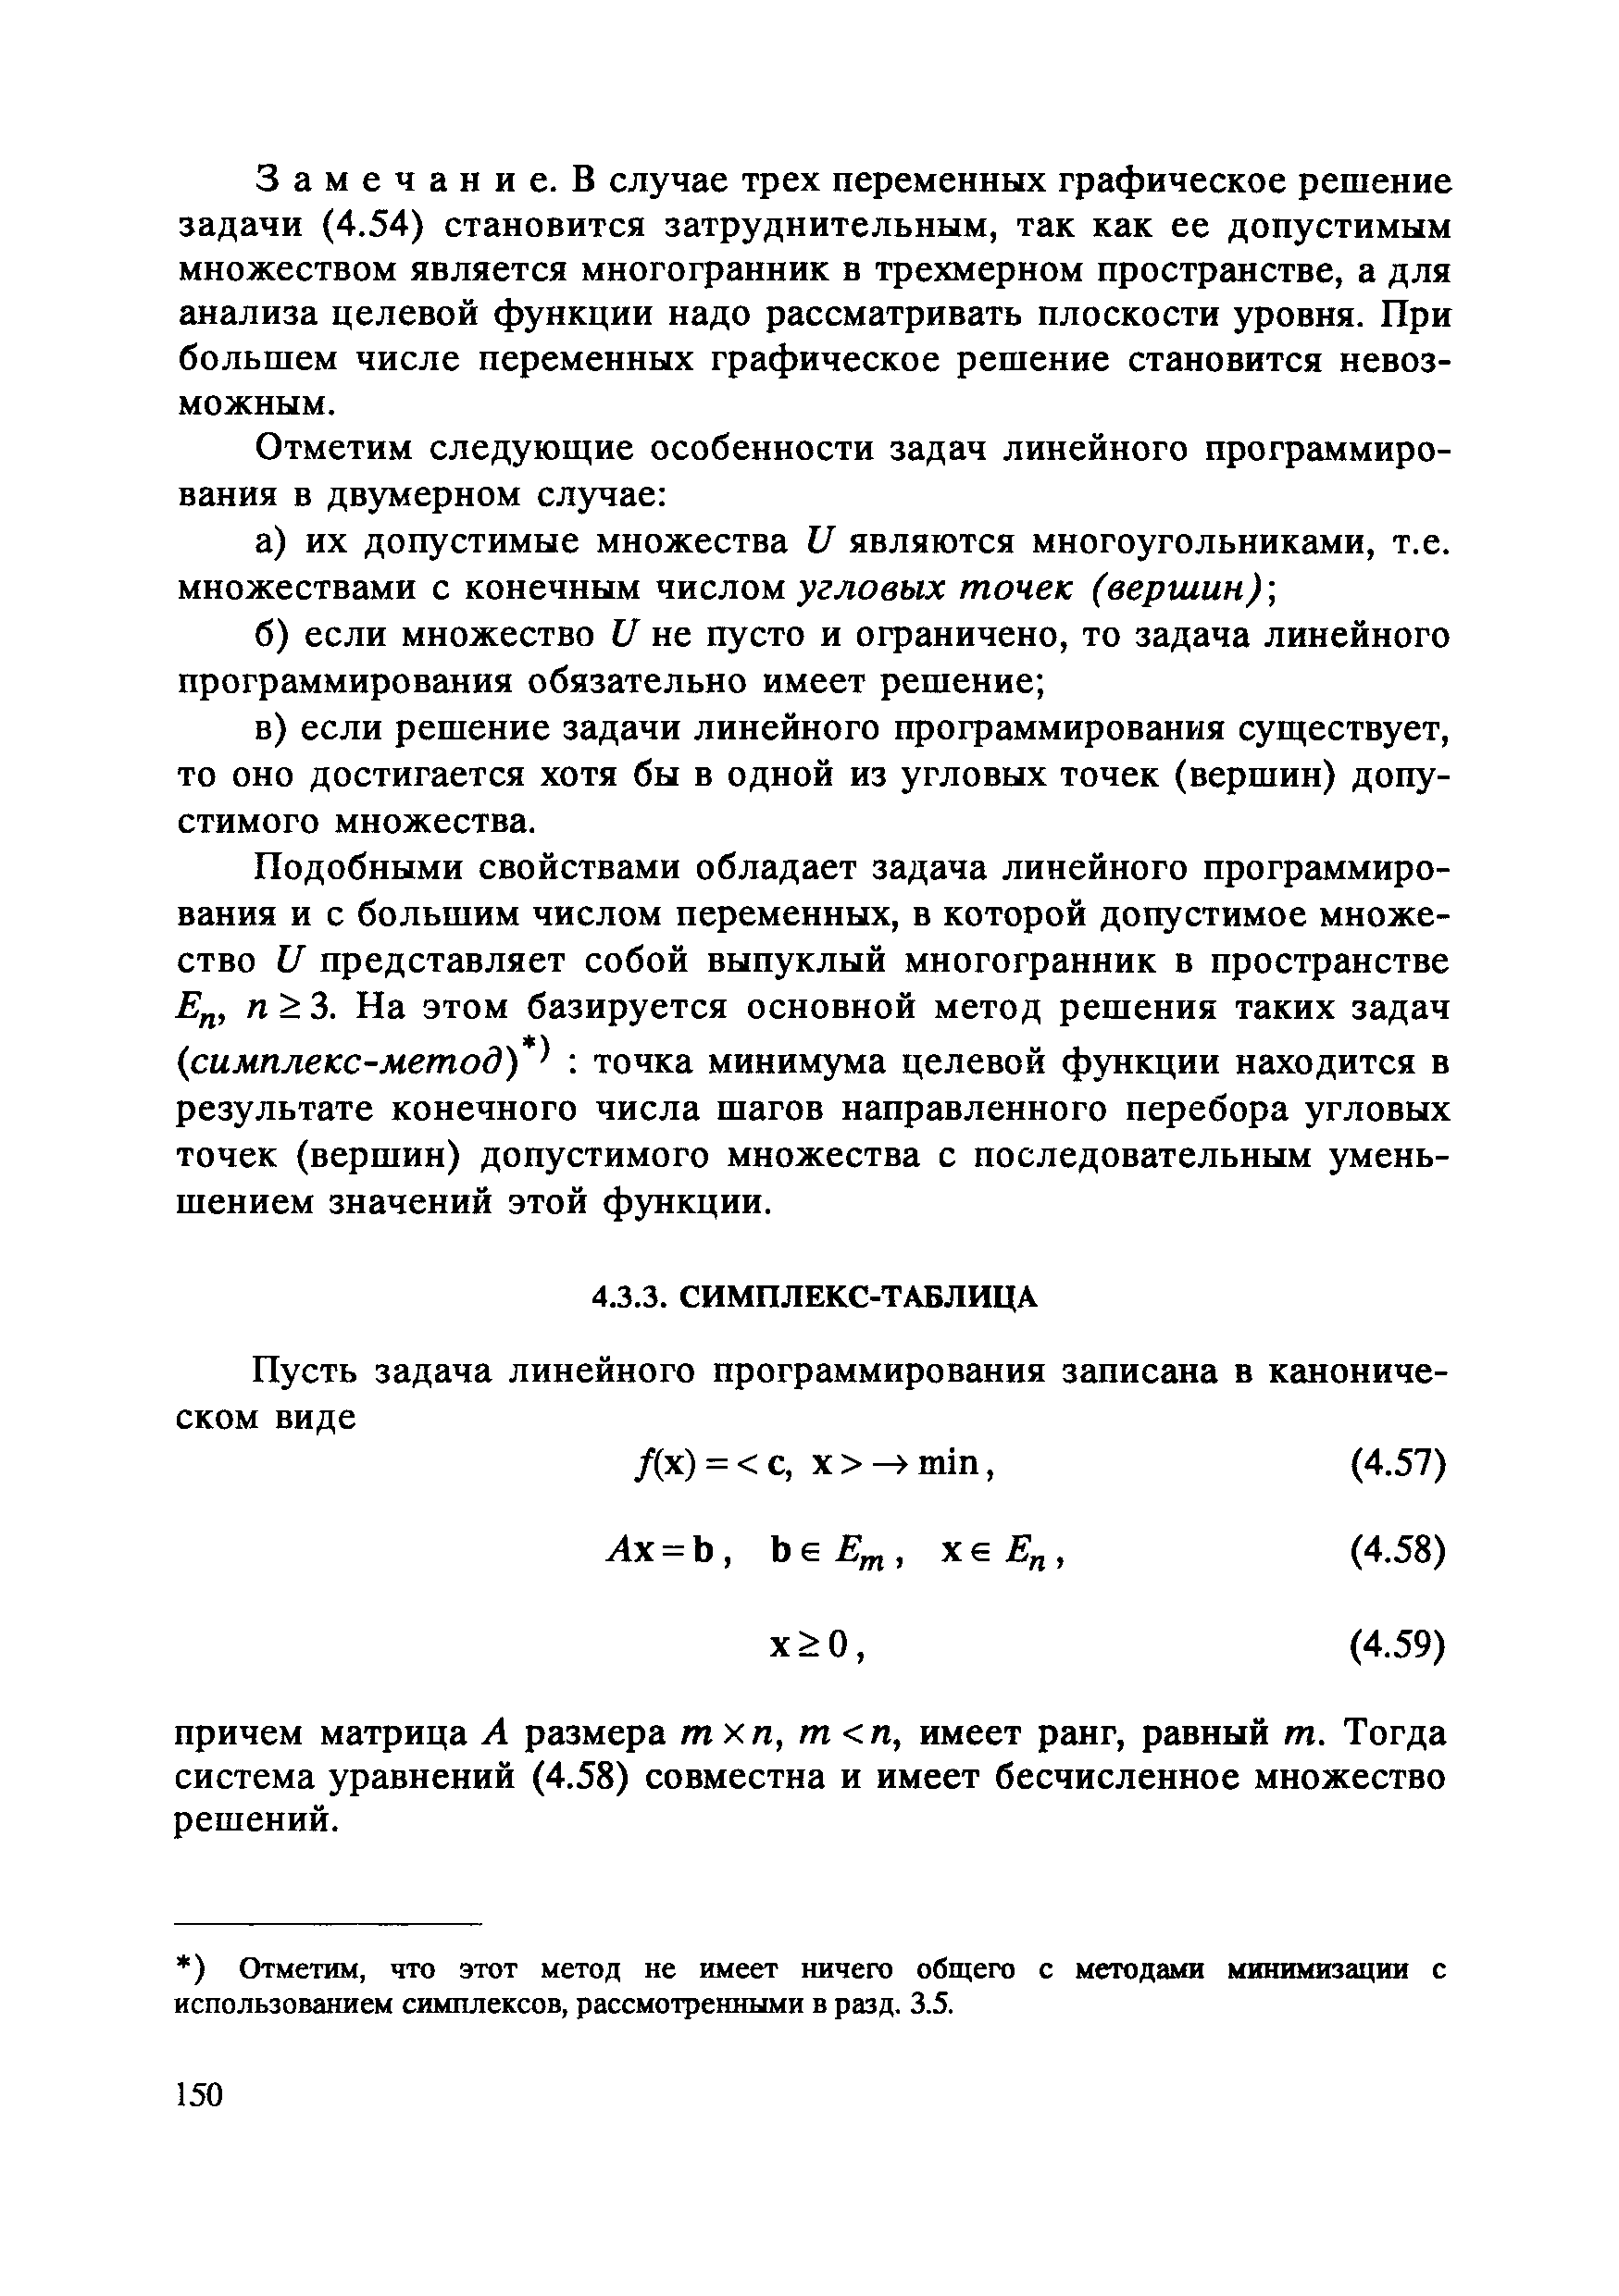 З а м е ч а н и е. В случае трех переменных графическое решение
задачи (4.54) становится затруднительным, так как ее допустимым
множеством является многогранник в трехмерном пространстве, а для
анализа целевой функции надо рассматривать плоскости уровня. При
большем числе переменных графическое решение становится невоз-
можным.
Отметим следующие особенности задач линейного программиро-
вания в двумерном случае:
а) их допустимые множества U являются многоугольниками, т.е.
множествами с конечным числом угловых точек (вершин);
б) если множество U не пусто и ограничено, то задача линейного
программирования обязательно имеет решение;
в) если решение задачи линейного программирования существует,
то оно достигается хотя бы в одной из угловых точек (вершин) допу-
стимого множества.
Подобными свойствами обладает задача линейного программиро-
вания и с большим числом переменных, в которой допустимое множе-
ство U представляет собой выпуклый многогранник в пространстве
Eₙ, n ≥ 3. На этом базируется основной метод решения таких задач
(симплекс-метод)*) : точка минимума целевой функции находится в
результате конечного числа шагов направленного перебора угловых
точек (вершин) допустимого множества с последовательным умень-
шением значений этой функции.
4.3.3. СИМПЛЕКС-ТАБЛИЦА
Пусть задача линейного программирования записана в канониче-
ском виде
f(x) = < c, x > → min, (4.57)
Ax = b, b ∈ Eₘ, x ∈ Eₙ, (4.58)
x ≥ 0, (4.59)
причем матрица A размера m × n, m < n, имеет ранг, равный m. Тогда
система уравнений (4.58) совместна и имеет бесчисленное множество
решений.
*) Отметим, что этот метод не имеет ничего общего с методами минимизации с
использованием симплексов, рассмотренными в разд. 3.5.
150